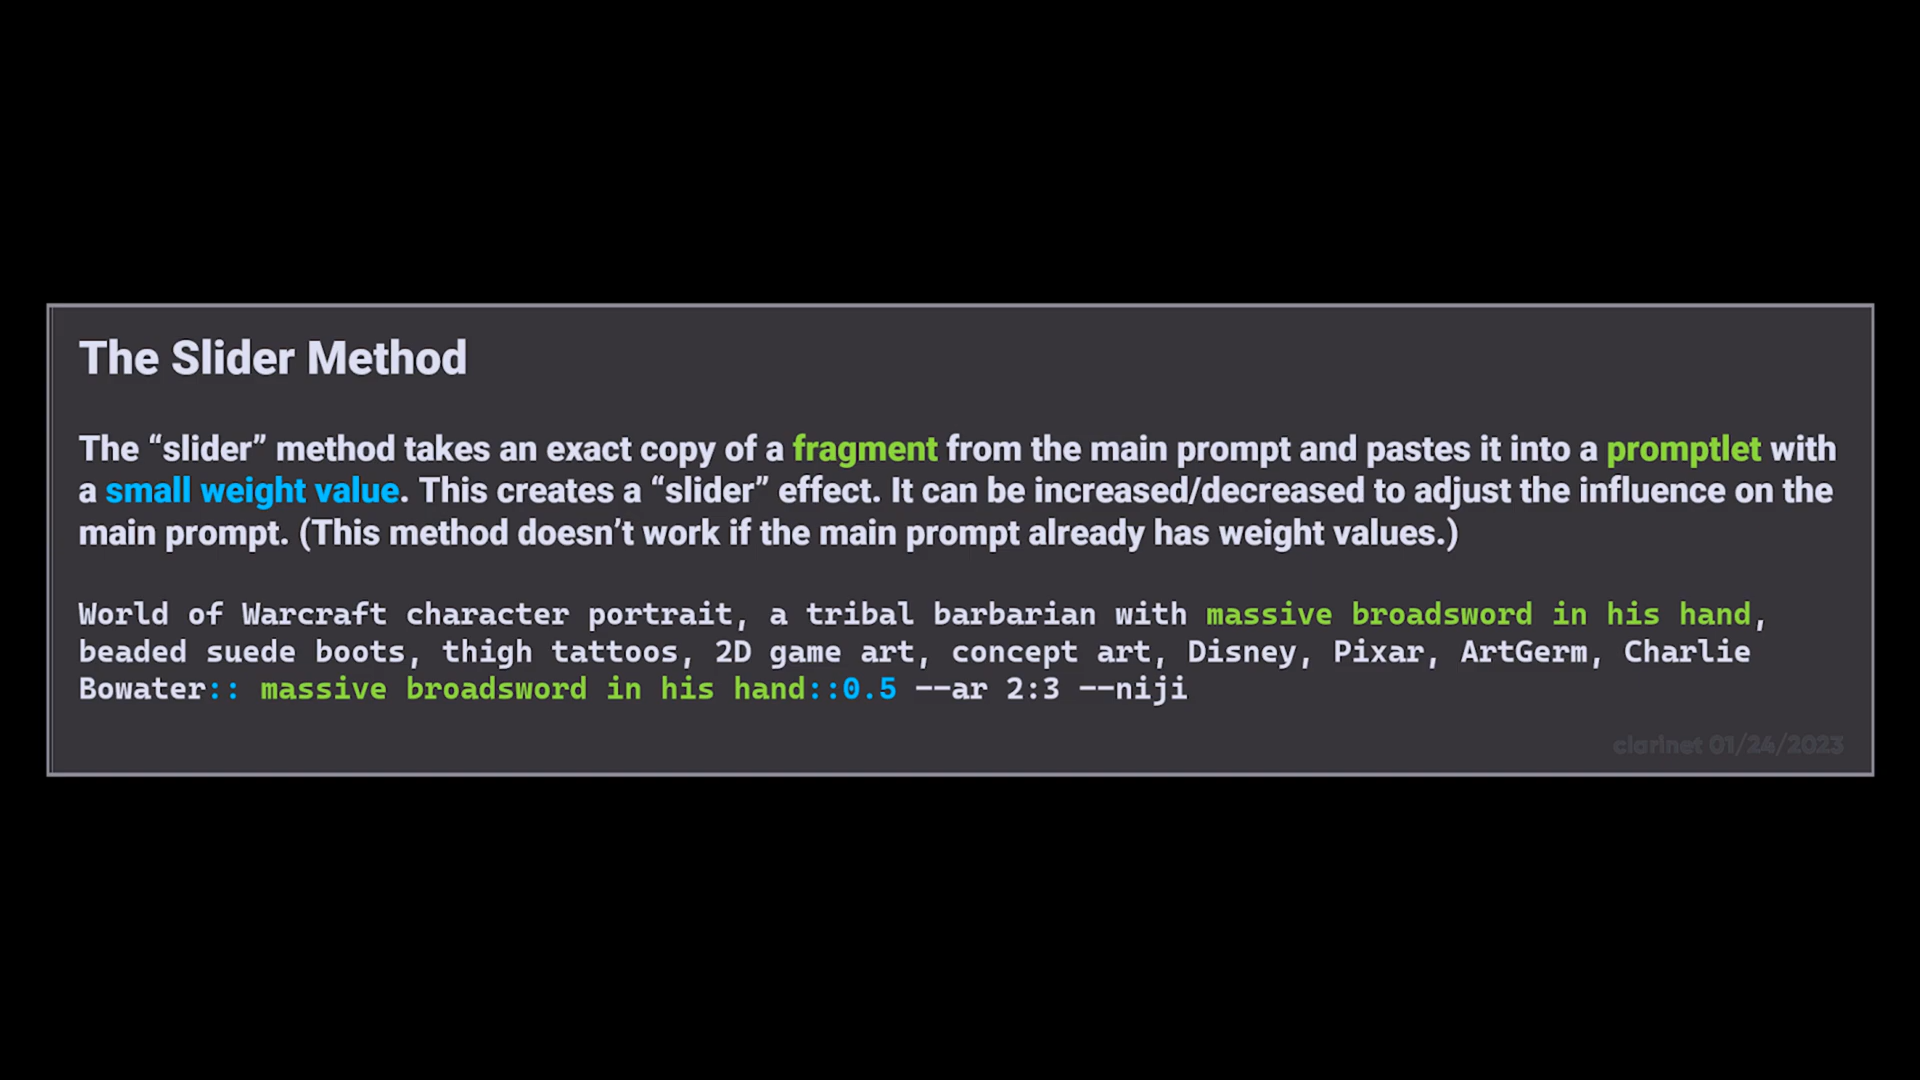 The Slider Method
The “slider” method takes an exact copy of a fragment from the main prompt and pastes it into a promptlet with
a small weight value. This creates a “slider” effect. It can be increased/decreased to adjust the influence on the
main prompt. (This method doesn’t work if the main prompt already has weight values.)
World of Warcraft character portrait, a tribal barbarian with massive broadsword in his hand,
beaded suede boots, thigh tattoos, 2D game art, concept art, Disney, Pixar, ArtGerm, Charlie
Bowater:: massive broadsword in his hand::0.5 --ar 2:3 --niji
clarinet 01/24/2023